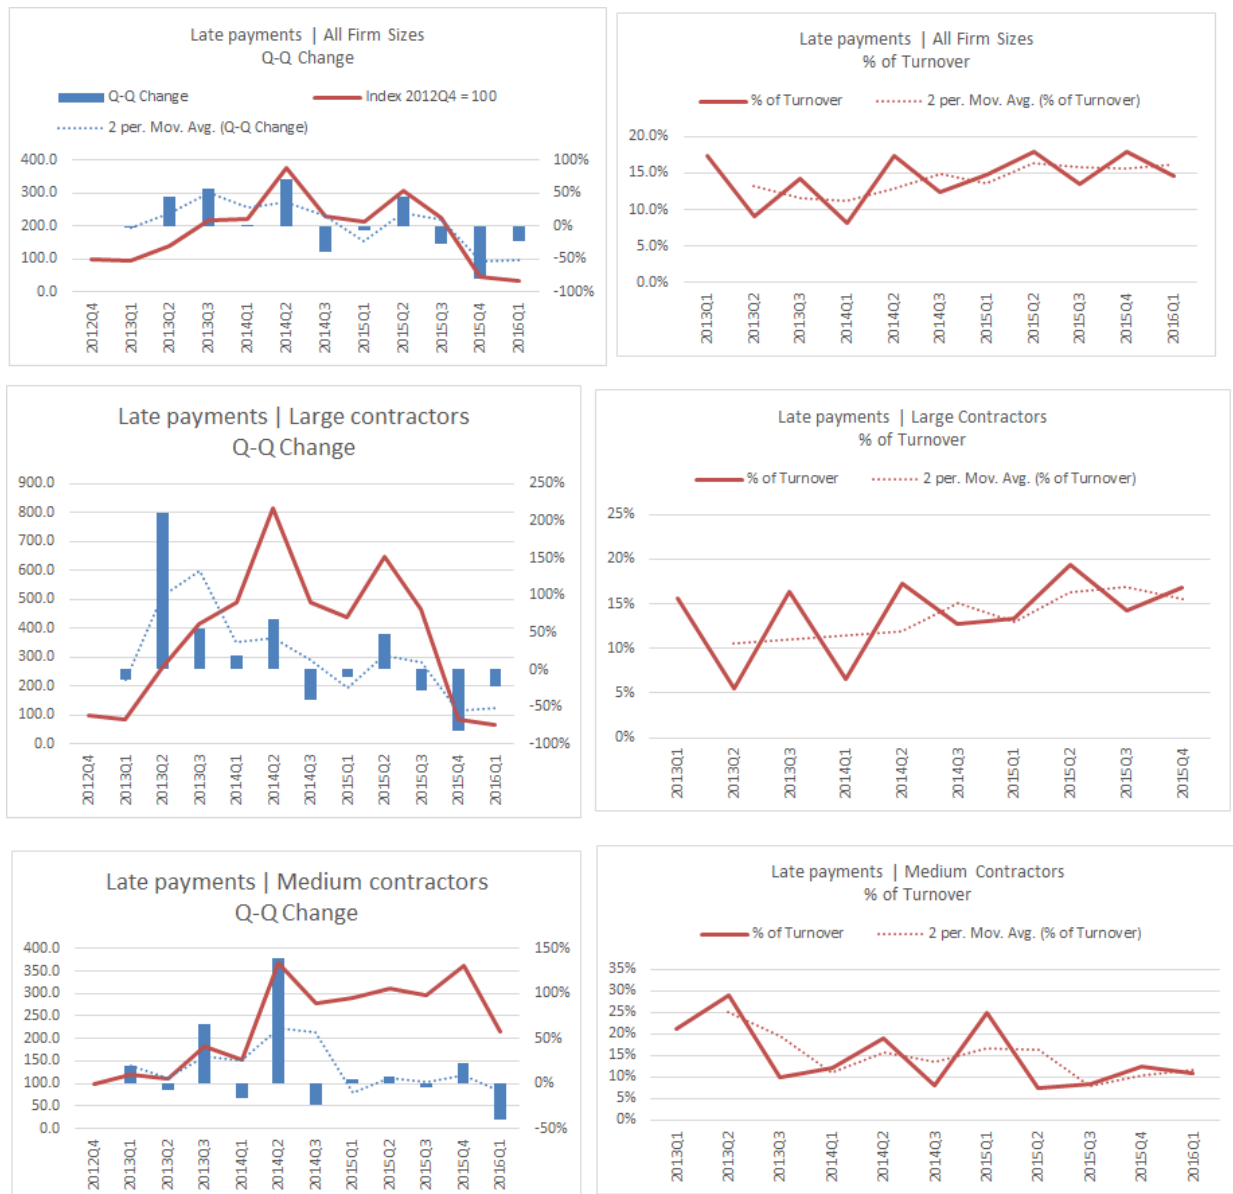 Late payments | All Firm Sizes
Q-Q Change
Q-Q Change
Index 2012Q4 = 100
2 per. Mov. Avg. (Q-Q Change)
400.0
300.0
200.0
100.0
0.0
100%
50%
0%
-50%
-100%
2012Q4
2013Q1
2013Q2
2013Q3
2014Q1
2014Q2
2014Q3
2015Q1
2015Q2
2015Q3
2015Q4
2016Q1
Late payments | All Firm Sizes
% of Turnover
% of Turnover
2 per. Mov. Avg. (% of Turnover)
20.0%
15.0%
10.0%
5.0%
0.0%
2013Q1
2013Q2
2013Q3
2014Q1
2014Q2
2014Q3
2015Q1
2015Q2
2015Q3
2015Q4
2016Q1
Late payments | Large contractors
Q-Q Change
900.0
800.0
700.0
600.0
500.0
400.0
300.0
200.0
100.0
0.0
250%
200%
150%
100%
50%
0%
-50%
-100%
2012Q4
2013Q1
2013Q2
2013Q3
2014Q1
2014Q2
2014Q3
2015Q1
2015Q2
2015Q3
2015Q4
2016Q1
Late payments | Large Contractors
% of Turnover
% of Turnover
2 per. Mov. Avg. (% of Turnover)
25%
20%
15%
10%
5%
0%
2013Q1
2013Q2
2013Q3
2014Q1
2014Q2
2014Q3
2015Q1
2015Q2
2015Q3
2015Q4
Late payments | Medium contractors
Q-Q Change
400.0
350.0
300.0
250.0
200.0
150.0
100.0
50.0
0.0
150%
100%
50%
0%
-50%
2012Q4
2013Q1
2013Q2
2013Q3
2014Q1
2014Q2
2014Q3
2015Q1
2015Q2
2015Q3
2015Q4
2016Q1
Late payments | Medium Contractors
% of Turnover
% of Turnover
2 per. Mov. Avg. (% of Turnover)
35%
30%
25%
20%
15%
10%
5%
0%
2013Q1
2013Q2
2013Q3
2014Q1
2014Q2
2014Q3
2015Q1
2015Q2
2015Q3
2015Q4
2016Q1